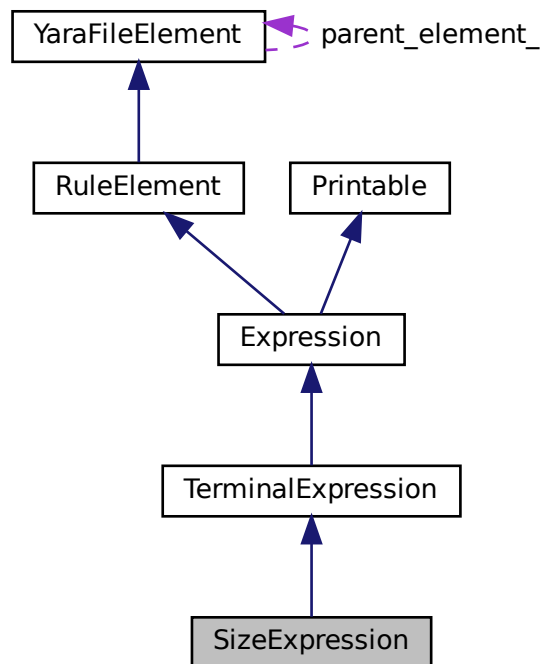 YaraFileElement
parent_element_
RuleElement
Printable
Expression
TerminalExpression
SizeExpression